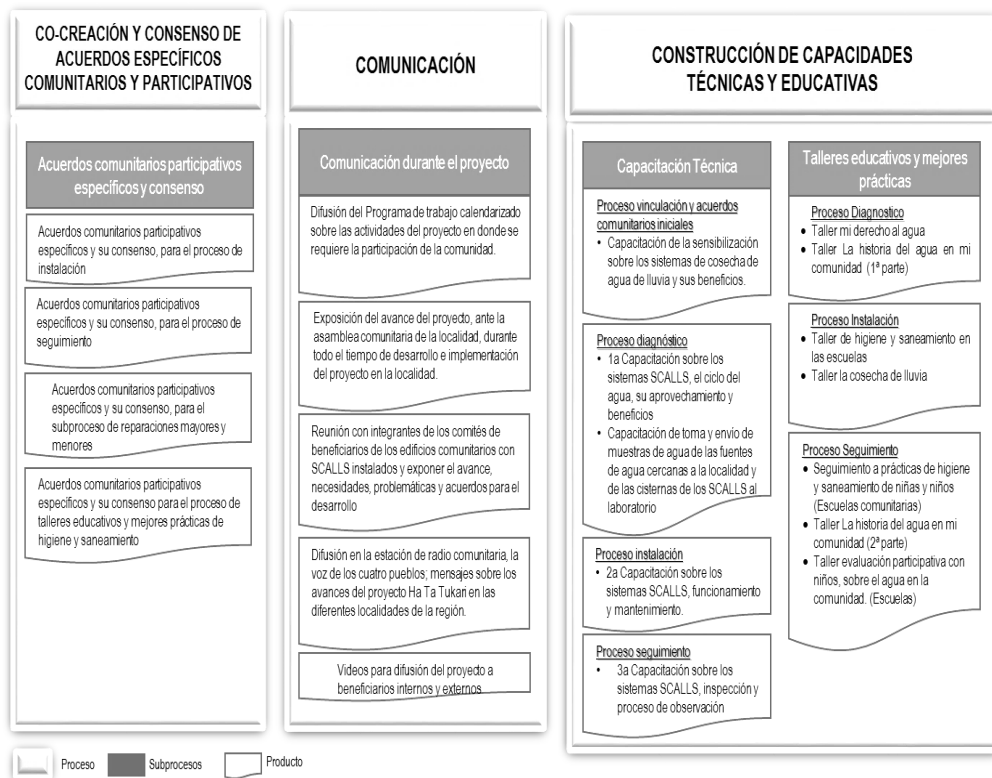 CO-CREACIÓN Y CONSENSO DE
ACUERDOS ESPECÍFICOS
COMUNITARIOS Y PARTICIPATIVOS
Acuerdos comunitarios participativos
específicos y consenso
Acuerdos comunitarios participativos
específicos y su consenso, para el proceso de
instalación
Acuerdos comunitarios participativos
específicos y su consenso, para el proceso de
seguimiento
Acuerdos comunitarios participativos
específicos y su consenso, para el
subproceso de reparaciones mayores y
menores
Acuerdos comunitarios participativos
específicos y su consenso para el proceso de
talleres educativos y mejores prácticas de
higiene y saneamiento
COMUNICACIÓN
Comunicación durante el proyecto
Difusión del Programa de trabajo calendarizado
sobre las actividades del proyecto en donde se
requiere la participación de la comunidad.
Exposición del avance del proyecto, ante la
asamblea comunitaria de la localidad, durante
todo el tiempo de desarrollo e implementación
del proyecto en la localidad.
Reunión con integrantes de los comités de
beneficiarios de los edificios comunitarios con
SCALLS instalados y exponer el avance,
necesidades, problemáticas y acuerdos para el
desarrollo
Difusión en la estación de radio comunitaria, la
voz de los cuatro pueblos; mensajes sobre los
avances del proyecto Ha Ta Tukari en las
diferentes localidades de la región.
Videos para difusión del proyecto a
beneficiarios internos y externos
CONSTRUCCIÓN DE CAPACIDADES
TÉCNICAS Y EDUCATIVAS
Capacitación Técnica
Proceso vinculación y acuerdos
comunitarios iniciales
• Capacitación de la sensibilización
sobre los sistemas de cosecha de
agua de lluvia y sus beneficios.
Proceso diagnóstico
• 1a Capacitación sobre los
sistemas SCALLS, el ciclo del
agua, su aprovechamiento y
beneficios
• Capacitación de toma y envío de
muestras de agua de las fuentes
de agua cercanas a la localidad y
de las cisternas de los SCALLS al
laboratorio
Proceso instalación
• 2a Capacitación sobre los
sistemas SCALLS, funcionamiento
y mantenimiento.
Proceso seguimiento
• 3a Capacitación sobre los
sistemas SCALLS, inspección y
proceso de observación
Talleres educativos y mejores
prácticas
Proceso Diagnostico
• Taller mi derecho al agua
• Taller La historia del agua en mi
comunidad (1ª parte)
Proceso Instalación
• Taller de higiene y saneamiento en
las escuelas
• Taller la cosecha de lluvia
Proceso Seguimiento
• Seguimiento a prácticas de higiene
y saneamiento de niñas y niños
(Escuelas comunitarias)
• Taller La historia del agua en mi
comunidad (2ª parte)
• Taller evaluación participativa con
niños, sobre el agua en la
comunidad. (Escuelas)
Proceso Subprocesos Producto